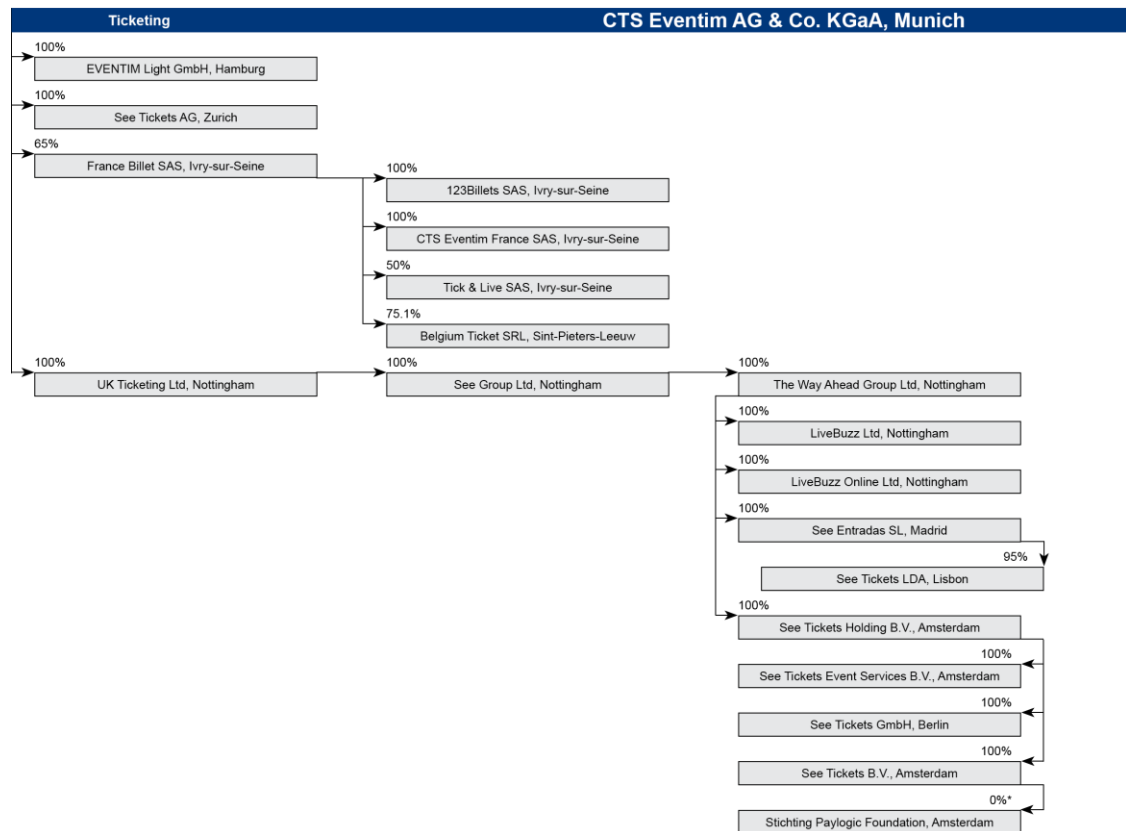 Ticketing
CTS Eventim AG & Co. KGaA, Munich
100%
EVENTIM Light GmbH, Hamburg
100%
See Tickets AG, Zurich
65%
France Billet SAS, Ivry-sur-Seine
100%
123Billets SAS, Ivry-sur-Seine
100%
CTS Eventim France SAS, Ivry-sur-Seine
50%
Tick & Live SAS, Ivry-sur-Seine
75.1%
Belgium Ticket SRL, Sint-Pieters-Leeuw
100%
UK Ticketing Ltd, Nottingham
100%
See Group Ltd, Nottingham
100%
The Way Ahead Group Ltd, Nottingham
100%
LiveBuzz Ltd, Nottingham
100%
LiveBuzz Online Ltd, Nottingham
100%
See Entradas SL, Madrid
95%
See Tickets LDA, Lisbon
100%
See Tickets Holding B.V., Amsterdam
100%
See Tickets Event Services B.V., Amsterdam
100%
See Tickets GmbH, Berlin
100%
See Tickets B.V., Amsterdam
0%*
Stichting Paylogic Foundation, Amsterdam